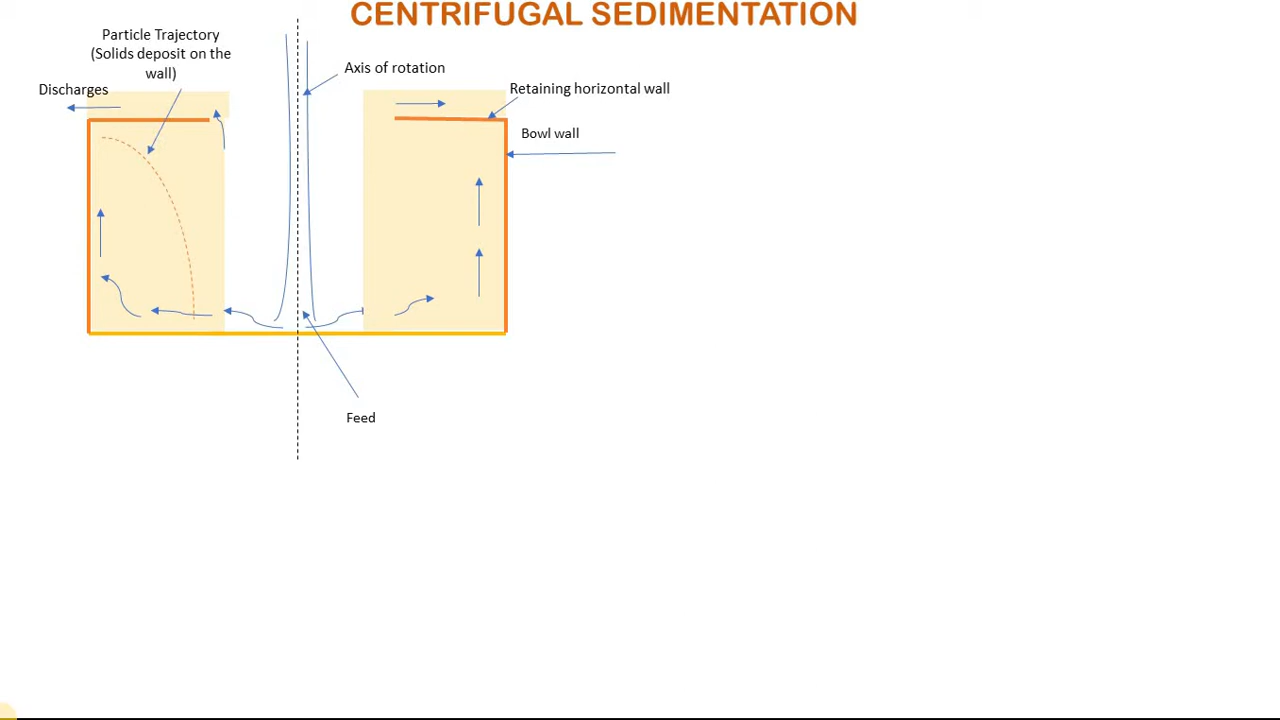 CENTRIFUGAL SEDIMENTATION
Particle Trajectory
(Solids deposit on the
wall)
Discharges
Axis of rotation
Retaining horizontal wall
Bowl wall
Feed